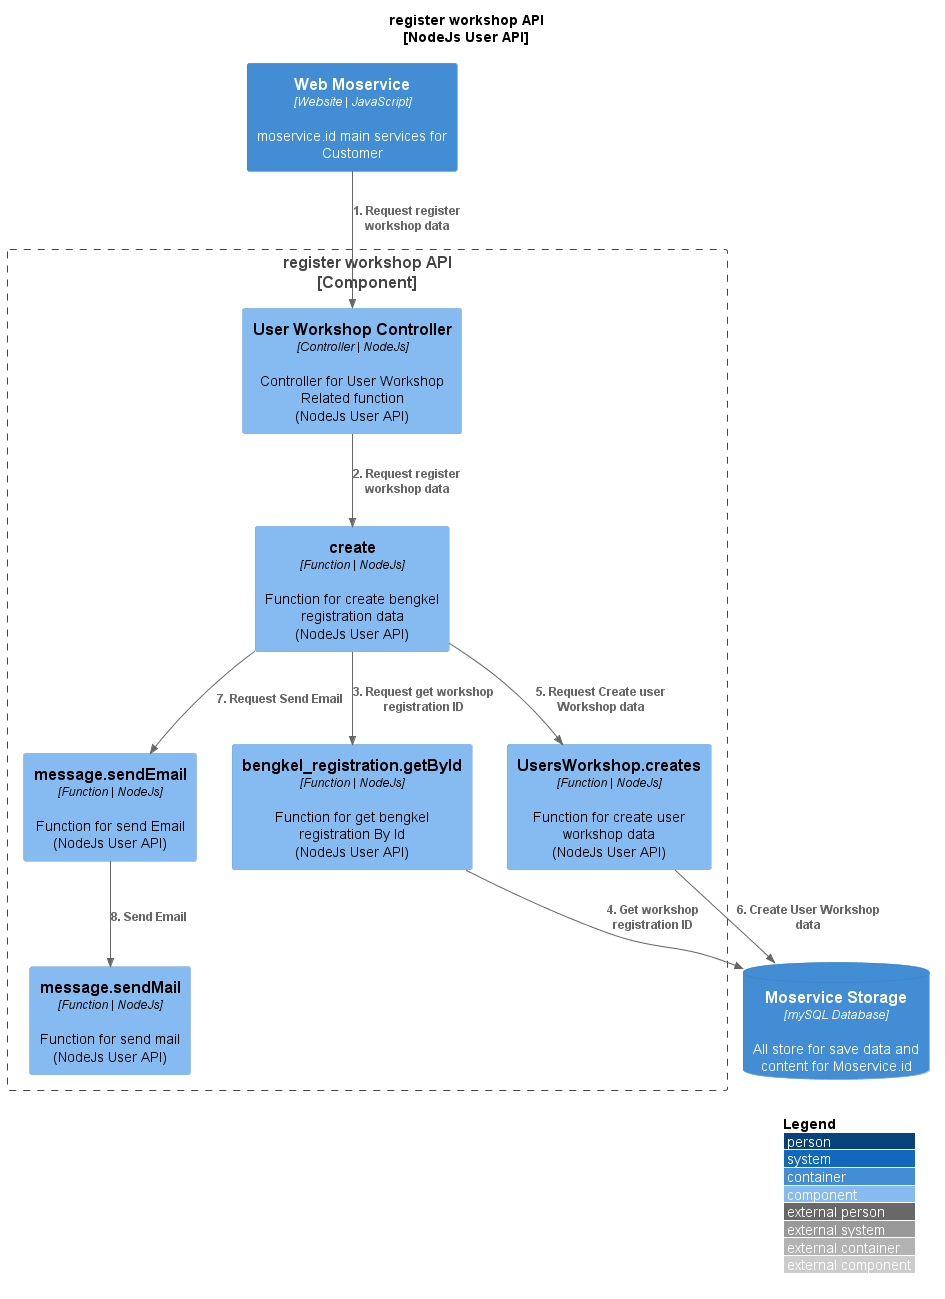 register workshop API
[NodeJs User API]
Web Moservice
[Website | JavaScript]
moservice.id main services for
Customer
1. Request register
workshop data
register workshop API
[Component]
User Workshop Controller
[Controller | NodeJs]
Controller for User Workshop
Related function
(NodeJs User API)
2. Request register
workshop data
create
[Function | NodeJs]
Function for create bengkel
registration data
(NodeJs User API)
7. Request Send Email
3. Request get workshop
registration ID
5. Request Create user
Workshop data
message.sendEmail
[Function | NodeJs]
Function for send Email
(NodeJs User API)
bengkel_registration.getById
[Function | NodeJs]
Function for get bengkel
registration By Id
(NodeJs User API)
UsersWorkshop.creates
[Function | NodeJs]
Function for create user
workshop data
(NodeJs User API)
8. Send Email
4. Get workshop
registration ID
6. Create User Workshop
data
message.sendMail
[Function | NodeJs]
Function for send mail
(NodeJs User API)
Moservice Storage
[mySQL Database]
All store for save data and
content for Moservice.id
Legend
person
system
container
component
external person
external system
external container
external component